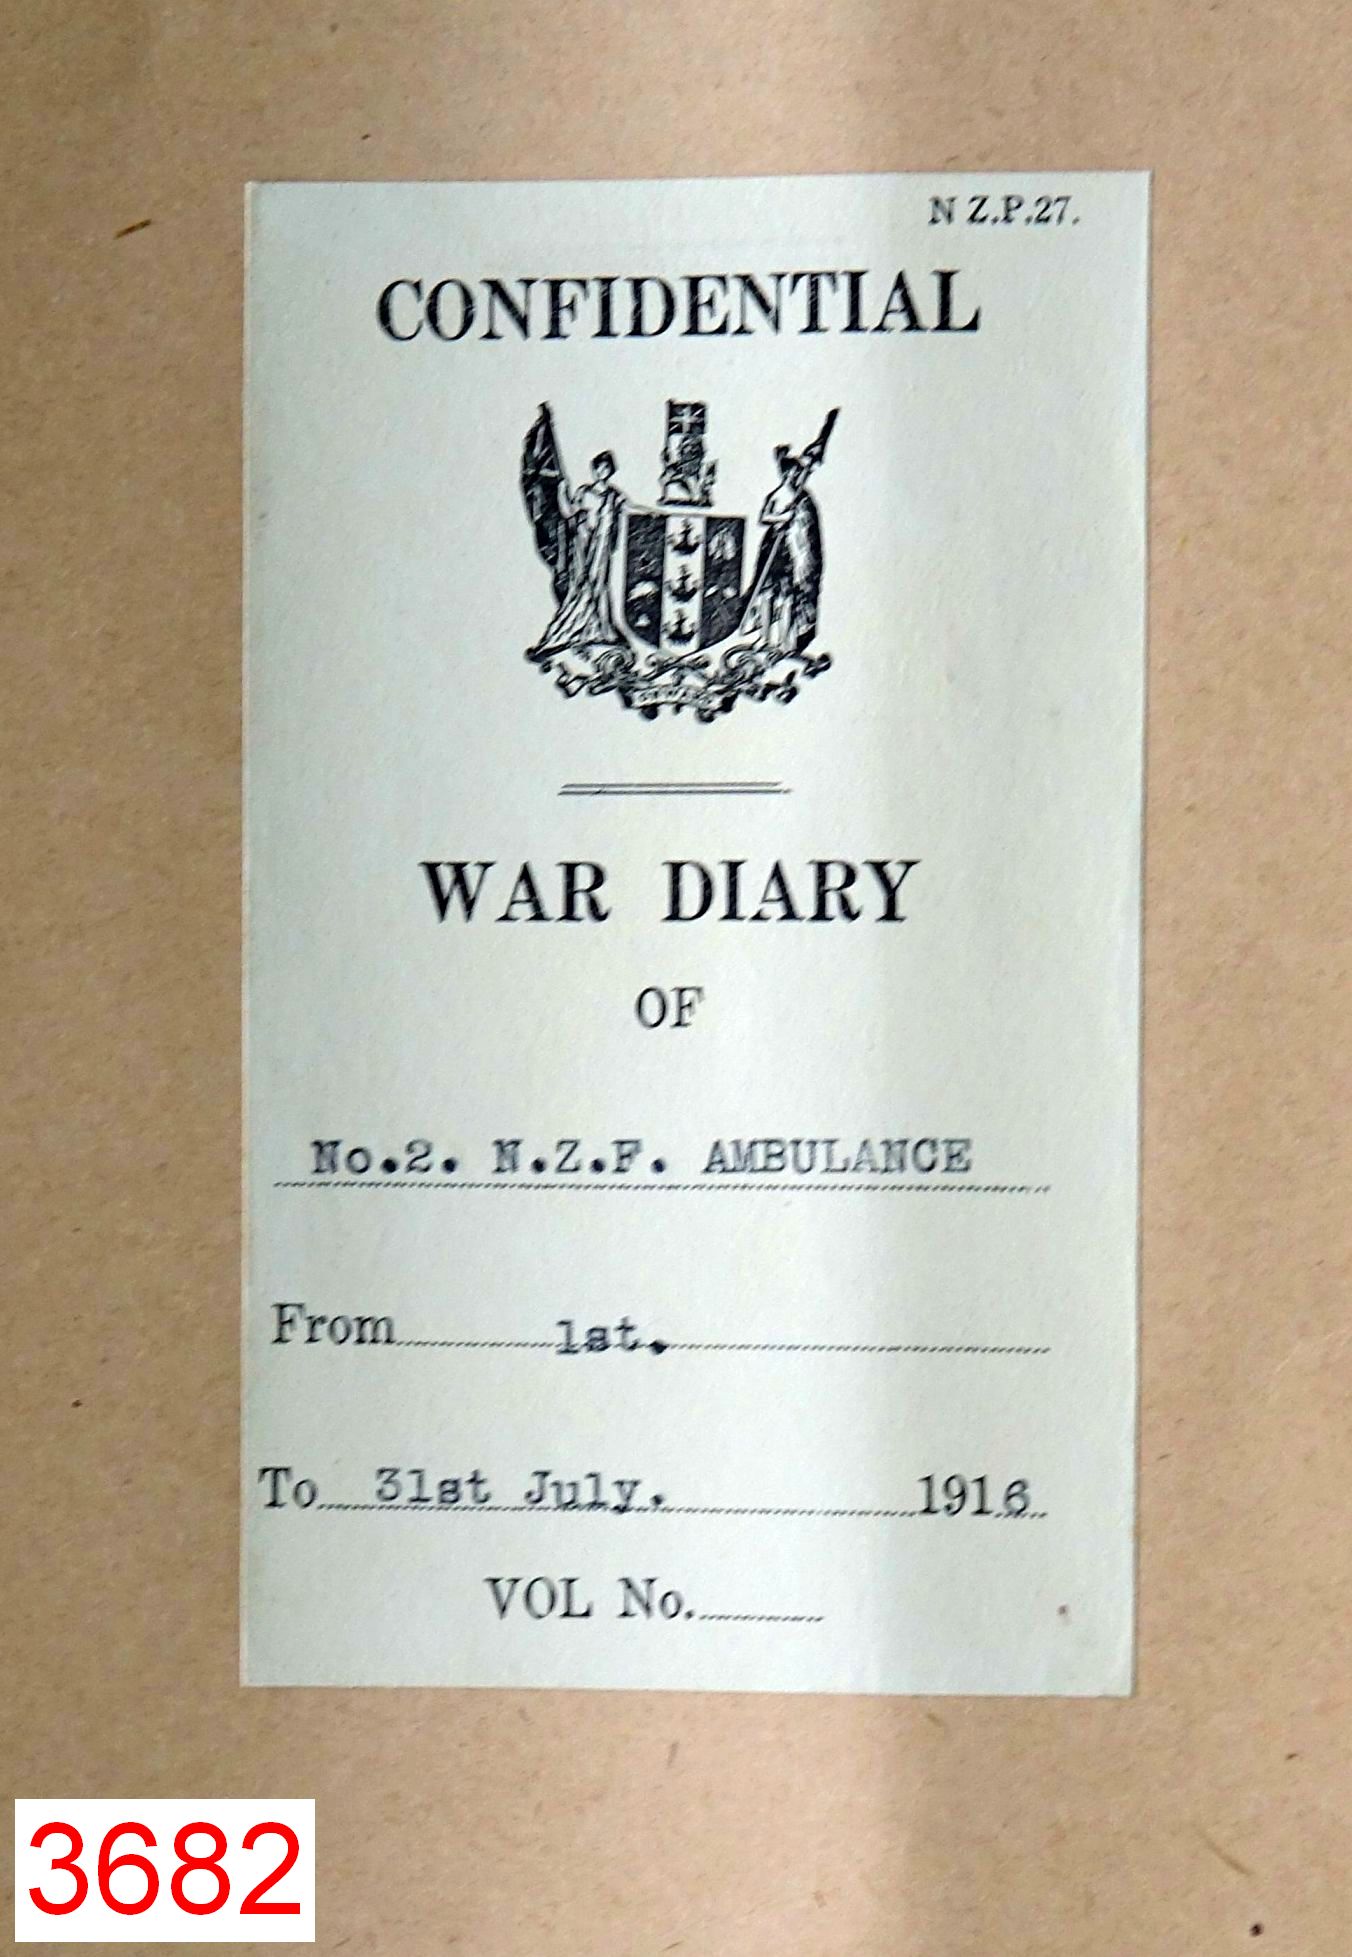 N Z.P.27.
CONFIDENTIAL
WAR DIARY
OF
No.2. N.Z.F. AMBULANCE
From 1st.
To 31st July. 1916
VOL No.
3682